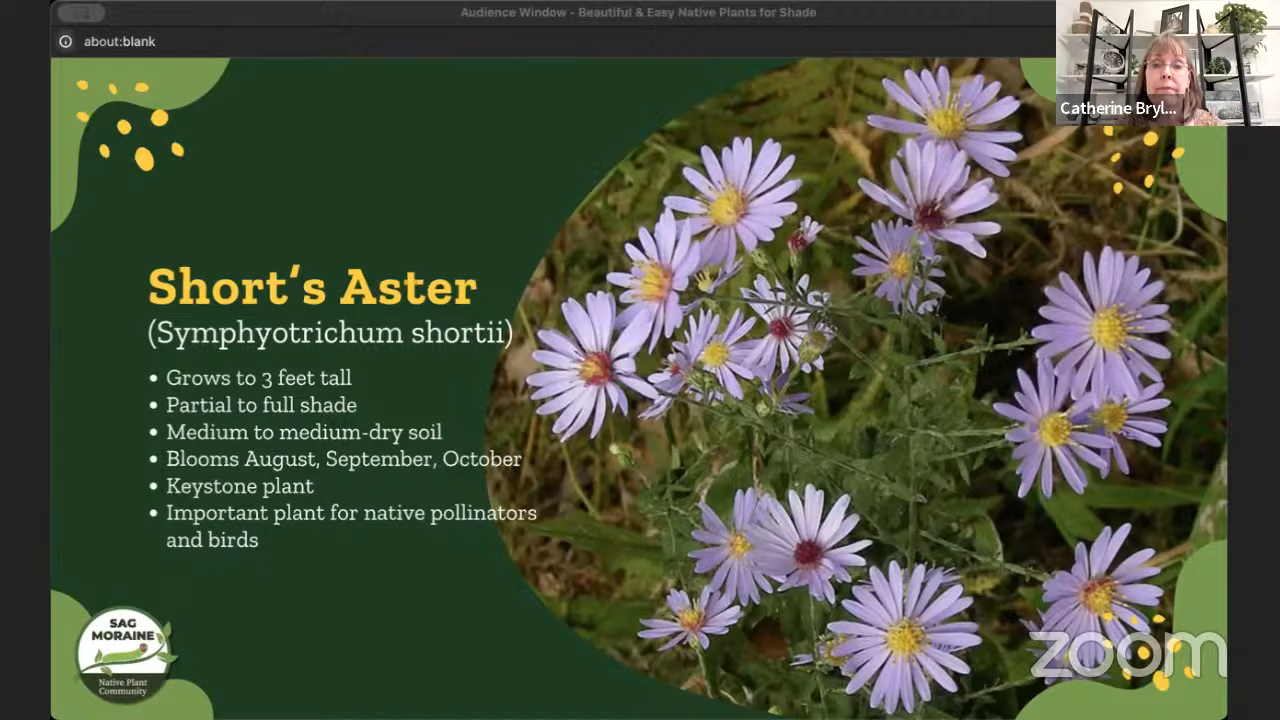 Audience Window - Beautiful & Easy Native Plants for Shade
about:blank
Catherine Bryl...
Short's Aster
(Symphyotrichum shortii)
• Grows to 3 feet tall
• Partial to full shade
• Medium to medium-dry soil
• Blooms August, September, October
• Keystone plant
• Important plant for native pollinators
and birds
SAG
MORAINE
Native Plant
Community
zoom